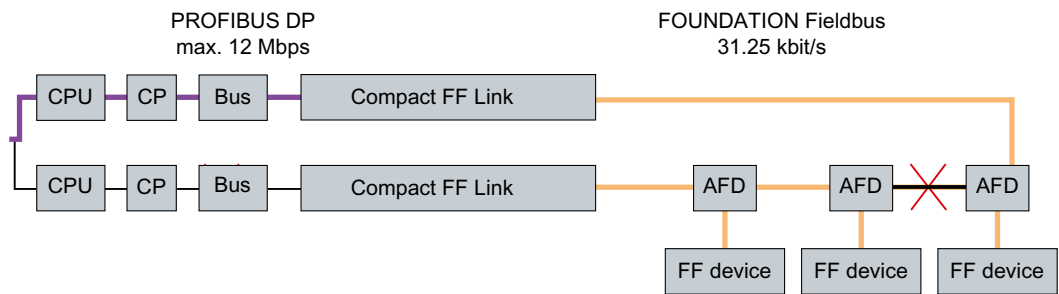 PROFIBUS DP
max. 12 Mbps
FOUNDATION Fieldbus
31.25 kbit/s
CPU CP Bus Compact FF Link
CPU CP Bus Compact FF Link AFD AFD AFD
FF device FF device FF device